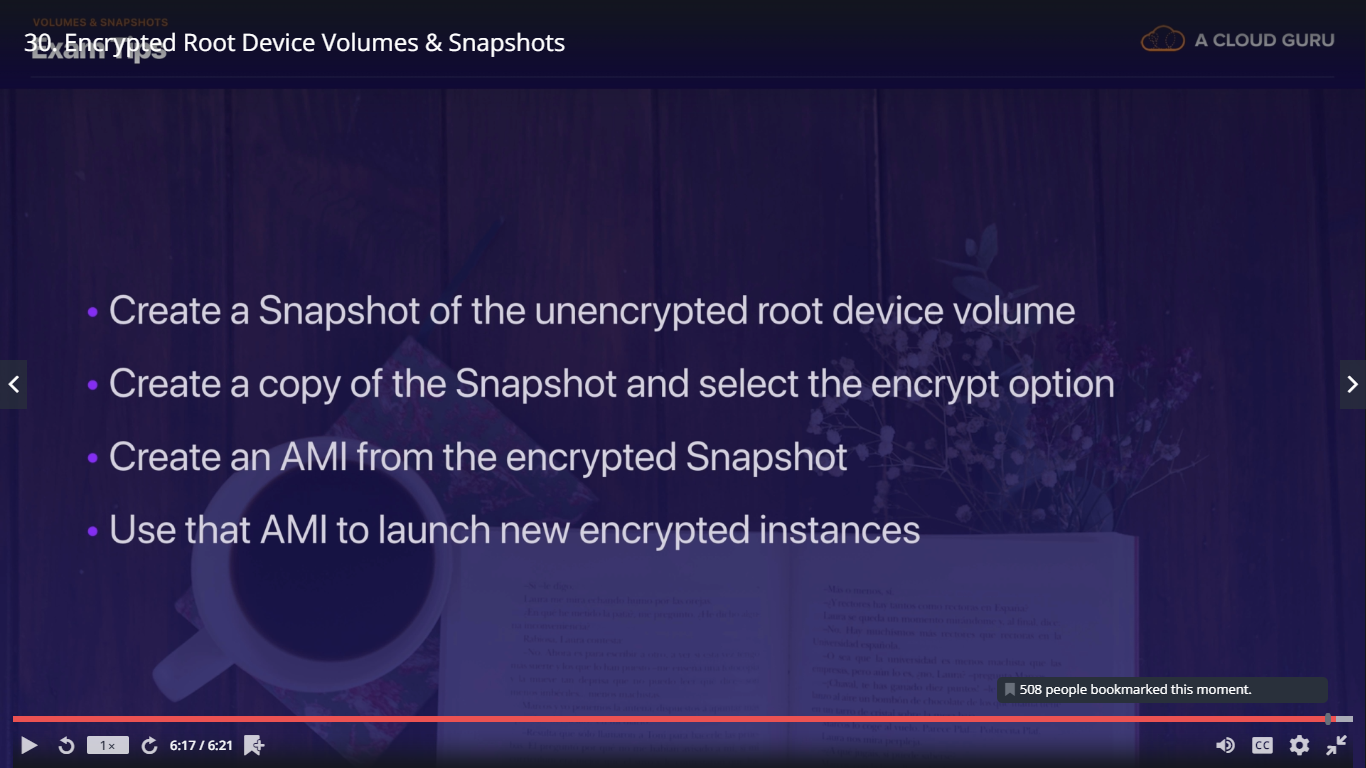 VOLUMES & SNAPSHOTS
30. Encrypted Root Device Volumes & Snapshots
Exam Tips
A CLOUD GURU
• Create a Snapshot of the unencrypted root device volume
• Create a copy of the Snapshot and select the encrypt option
• Create an AMI from the encrypted Snapshot
• Use that AMI to launch new encrypted instances
508 people bookmarked this moment.
1×
6:17 / 6:21
CC